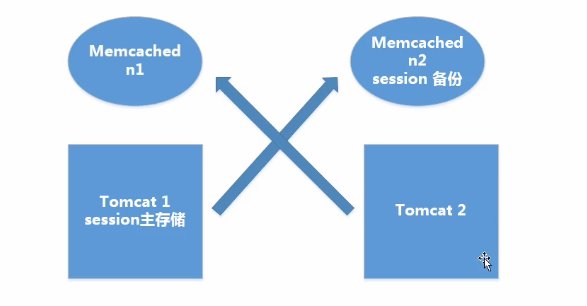 Memcached
n1
Memcached
n2
session 备份
Tomcat 1
session主存储
Tomcat 2